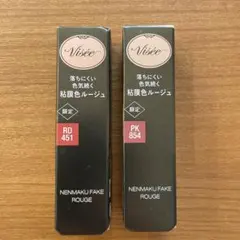 Visée
落ちにくい
色気続く
粘膜色ルージュ
限定
RD
451
NENMAKU FAKE
ROUGE
Visée
落ちにくい
色気続く
粘膜色ルージュ
限定
PK
854
NENMAKU FAKE
ROUGE